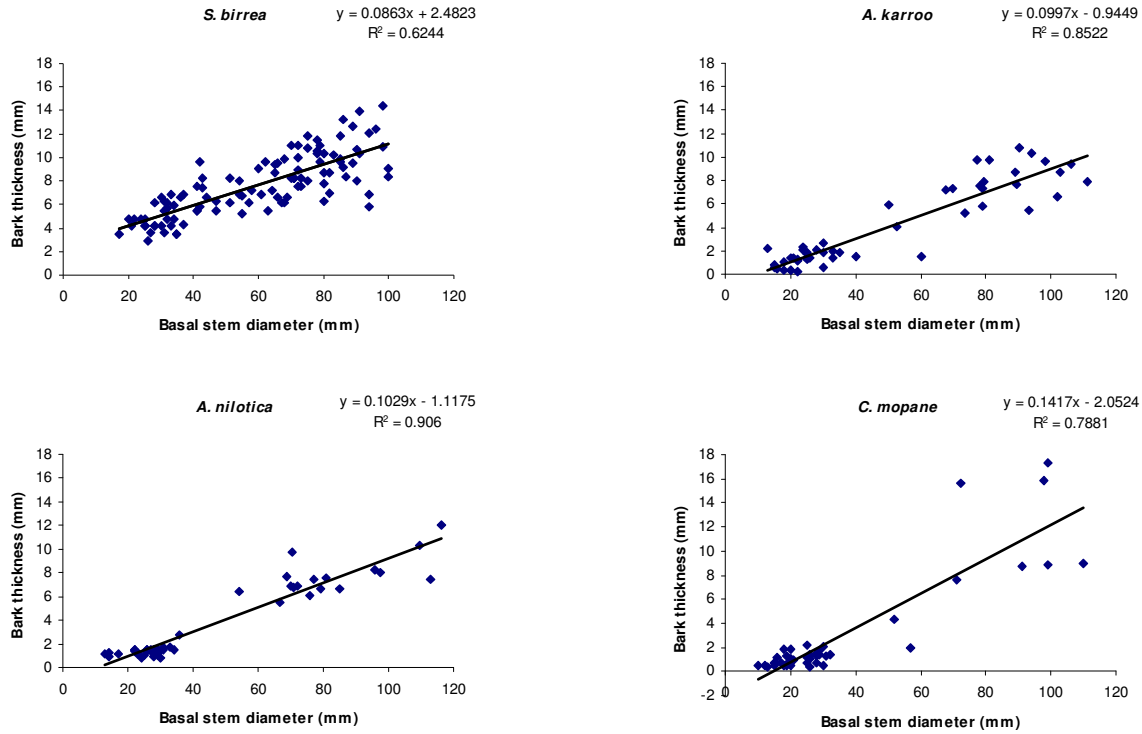 S. birrea
y = 0.0863x + 2.4823
R² = 0.6244
Bark thickness (mm)
18
16
14
12
10
8
6
4
2
0
0 20 40 60 80 100 120
Basal stem diameter (mm)
A. karroo
y = 0.0997x - 0.9449
R² = 0.8522
Bark thickness (mm)
18
16
14
12
10
8
6
4
2
0
0 20 40 60 80 100 120
Basal stem diameter (mm)
A. nilotica
y = 0.1029x - 1.1175
R² = 0.906
Bark thickness (mm)
18
16
14
12
10
8
6
4
2
0
0 20 40 60 80 100 120
Basal stem diameter (mm)
C. mopane
y = 0.1417x - 2.0524
R² = 0.7881
Bark thickness (mm)
18
16
14
12
10
8
6
4
2
0
-2
0 20 40 60 80 100 120
Basal stem diameter (mm)